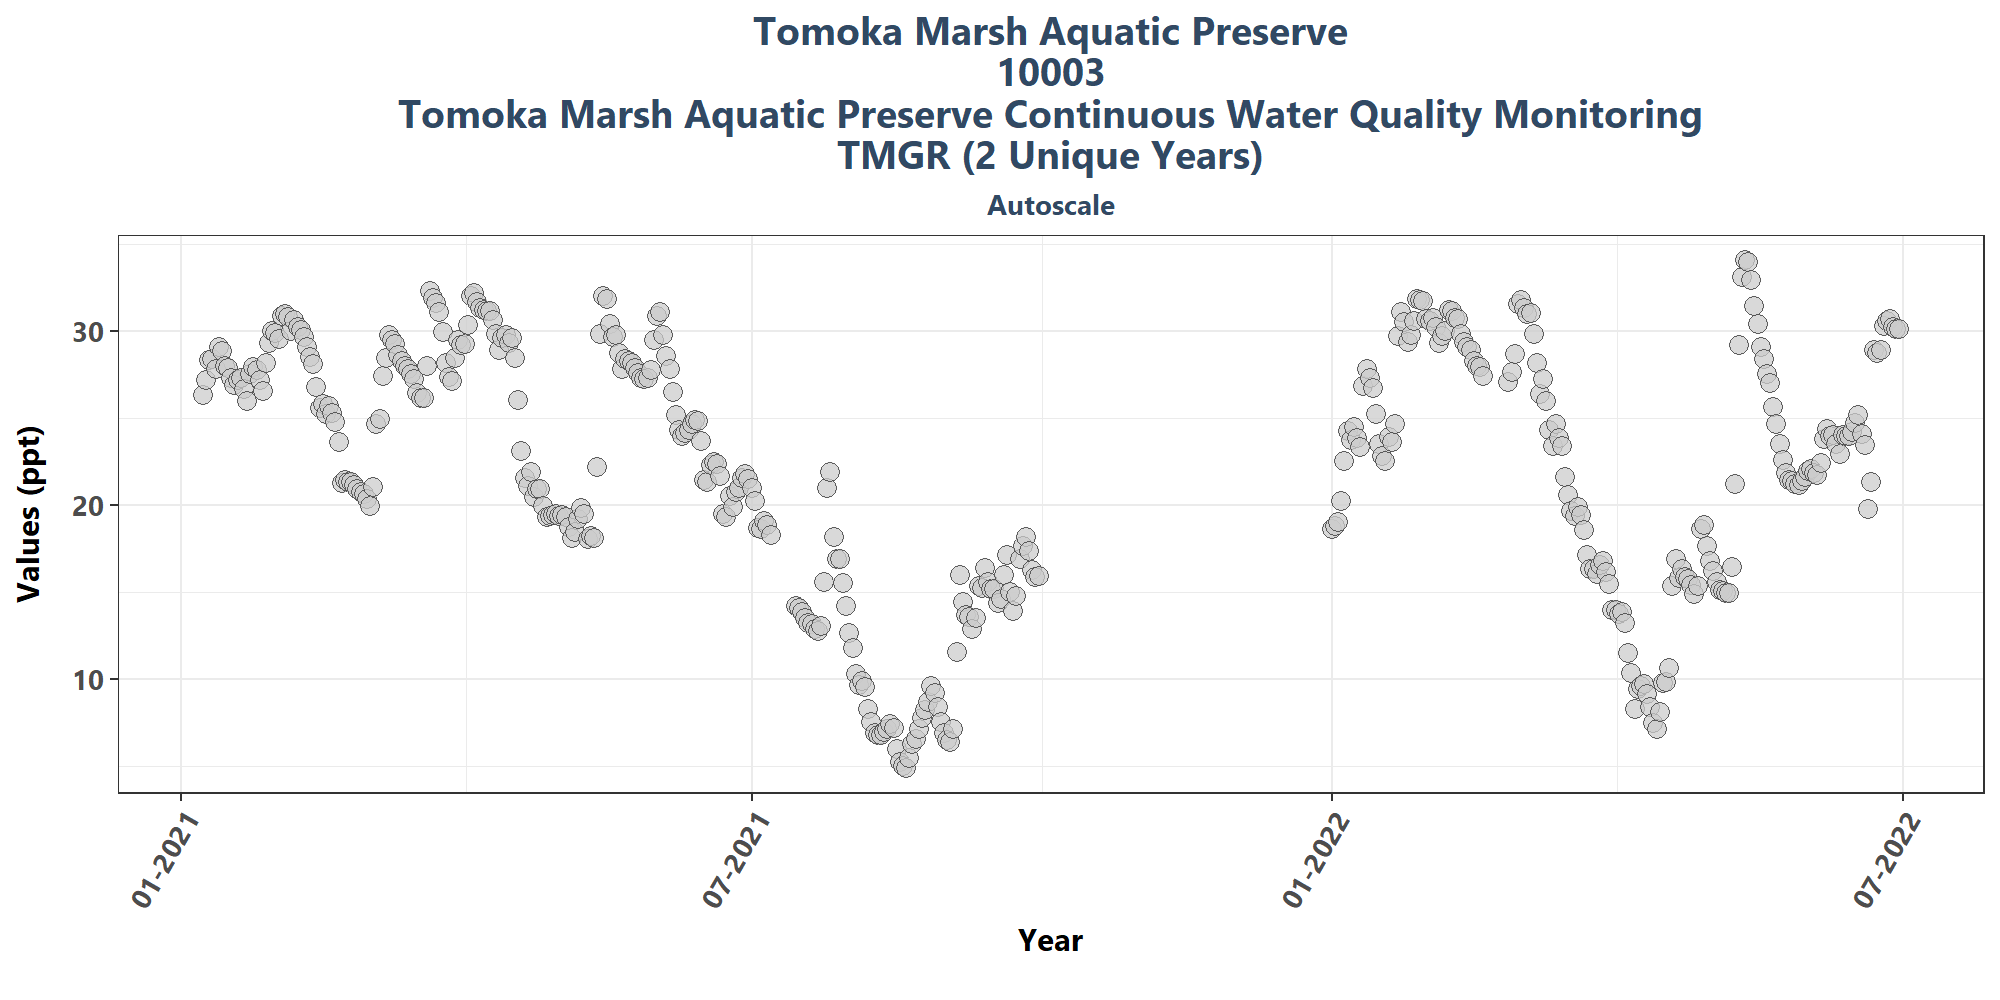 Tomoka Marsh Aquatic Preserve
10003
Tomoka Marsh Aquatic Preserve Continuous Water Quality Monitoring
TMGR (2 Unique Years)
Autoscale
Values (ppt)
30
20
10
01-2021
07-2021
01-2022
07-2022
Year